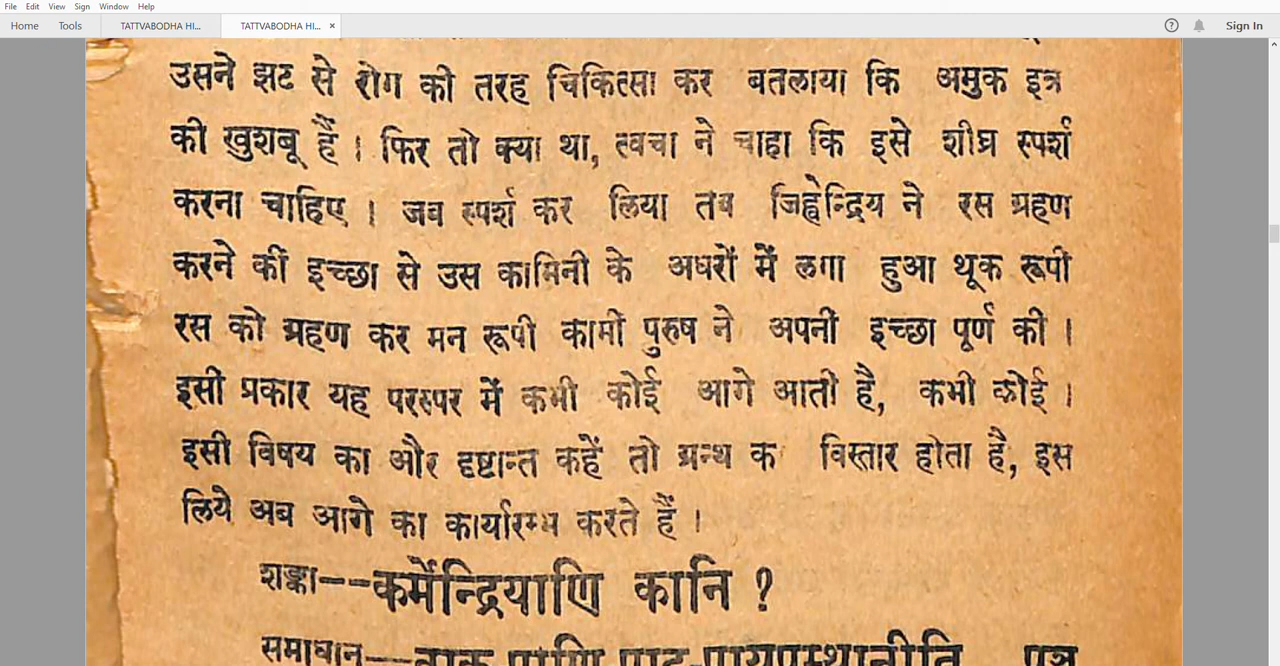 File Edit View Sign Window Help
Home Tools TATTVABODHA HI... TATTVABODHA HI... × Sign In
उसने झट से रोग की तरह चिकित्सा कर बतलाया कि अमुक इत्र
की खुशबू है । फिर तो क्या था, त्वचा ने चाहा कि इसे शीघ्र स्पर्श
करना चाहिए । जब स्पर्श कर लिया तब जिह्वेन्द्रिय ने रस ग्रहण
करने की इच्छा से उस कामिनी के अधरों में लगा हुआ थूक रूपी
रस को ग्रहण कर मन रूपी कामी पुरुष ने अपनी इच्छा पूर्ण की ।
इसी प्रकार यह परस्पर में कभी कोई आगे आती है, कभी कोई ।
इसी विषय का और दृष्टान्त कहें तो ग्रन्थ क विस्तार होता है, इस
लिये अब आगे का कार्यारम्भ करते हैं ।
शङ्का--कर्मेन्द्रियाणि कानि ?
समाधान--